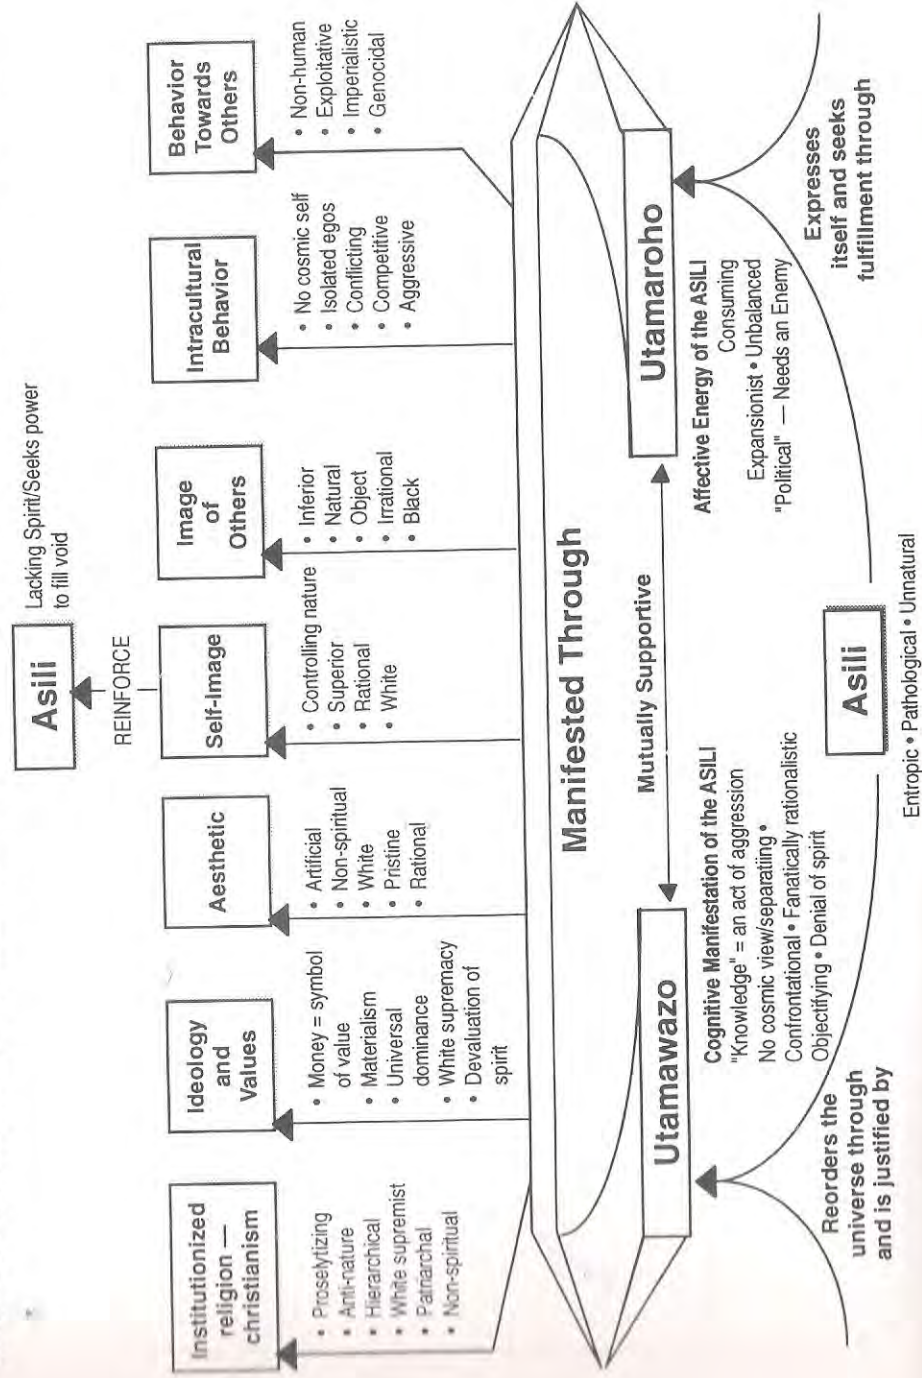 Asili
Lacking Spirit/Seeks power
to fill void
REINFORCE
Institutionized
religion —
christianism
• Proselytizing
• Anti-nature
• Hierarchical
• White supremist
• Patriarchal
• Non-spiritual
Ideology
and
Values
• Money = symbol
of value
• Materialism
• Universal
dominance
• White supremacy
• Devaluation of
spirit
Aesthetic
• Artificial
• Non-spiritual
• White
• Pristine
• Rational
Self-Image
• Controlling nature
• Superior
• Rational
• White
Image
of
Others
• Inferior
• Natural
• Object
• Irrational
• Black
Intracultural
Behavior
• No cosmic self
• Isolated egos
• Conflicting
• Competitive
• Aggressive
Behavior
Towards
Others
• Non-human
• Exploitative
• Imperialistic
• Genocidal
Manifested Through
Utamawazo
Mutually Supportive
Utamaroho
Cognitive Manifestation of the ASILI
"Knowledge" = an act of aggression
No cosmic view/separatiing •
Confrontational • Fanatically rationalistic
Objectifying • Denial of spirit
Affective Energy of the ASILI
Consuming
Expansionist • Unbalanced
"Political" — Needs an Enemy
Reorders the
universe through
and is justified by
Asili
Entropic • Pathological • Unnatural
Expresses
itself and seeks
fulfillment through